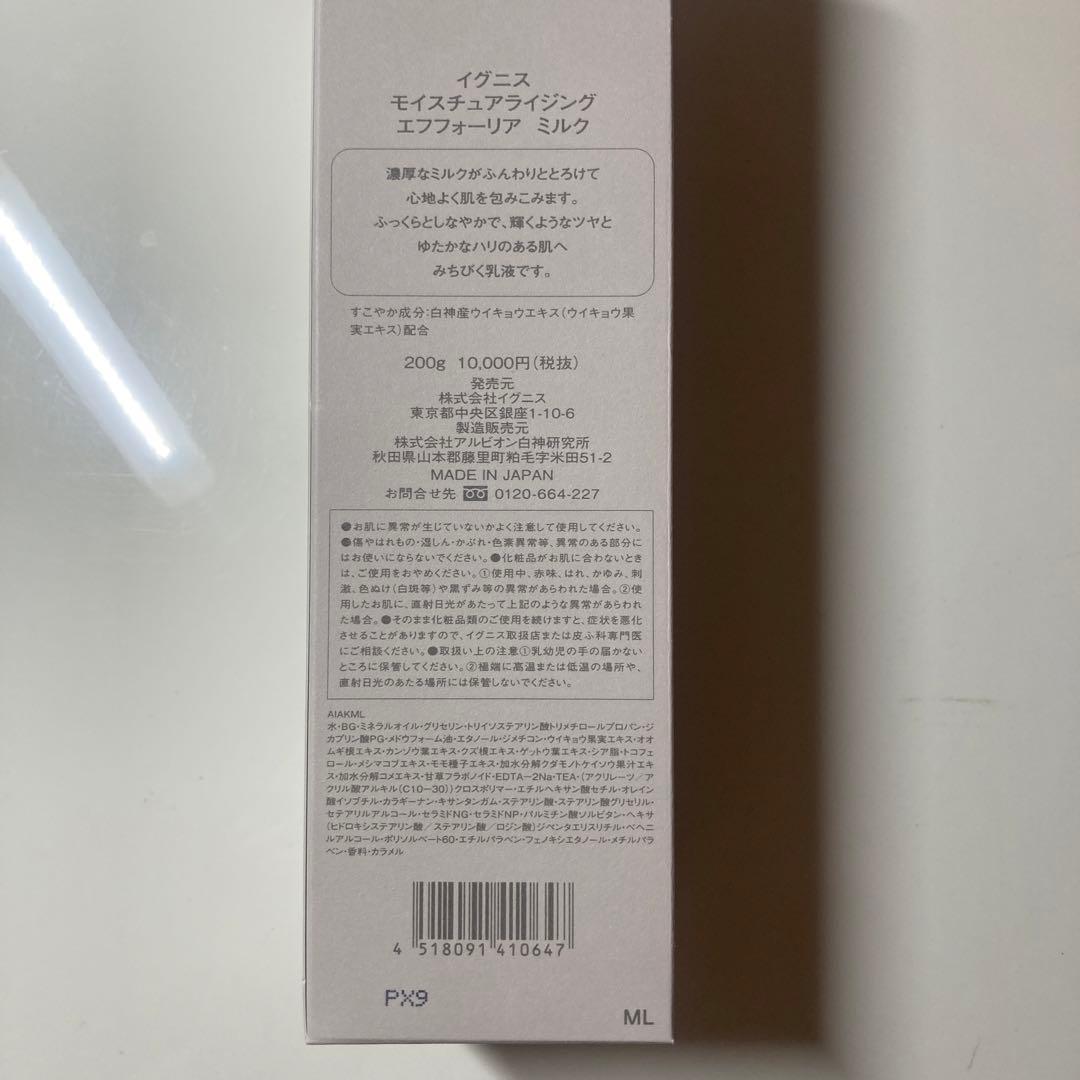 イグニス
モイスチュアライジング
エフフォーリア ミルク
濃厚なミルクがふんわりととろけて
心地よく肌を包みこみます。
ふっくらとしなやかで、輝くようなツヤと
ゆたかなハリのある肌へ
みちびく乳液です。
すこやか成分:白神産ウイキョウエキス(ウイキョウ果
実エキス)配合
200g 10,000円(税抜)
発売元
株式会社イグニス
東京都中央区銀座1-10-6
製造販売元
株式会社アルビオン白神研究所
秋田県山本郡藤里町粕毛字米田51-2
MADE IN JAPAN
お問合せ先 0120-664-227
●お肌に異常が生じていないかよく注意して使用してください。
●傷やはれもの・湿しん・かぶれ・色素異常等、異常のある部分に
はお使いにならないでください。●化粧品がお肌に合わないとき
は、ご使用をおやめください。①使用中、赤味、はれ、かゆみ、刺
激、色ぬけ(白斑等)や黒ずみ等の異常があらわれた場合。②使
用したお肌に、直射日光があたって上記のような異常があらわれ
た場合。●そのまま化粧品類のご使用を続けますと、症状を悪化
させることがありますので、イグニス取扱店または皮ふ科専門医
にご相談ください。●取扱い上の注意①乳幼児の手の届かない
ところに保管してください。②極端に高温または低温の場所や、
直射日光のあたる場所には保管しないでください。
AIAKML
水・BG・ミネラルオイル・グリセリン・トリイソステアリン酸トリメチロールプロパン・ジ
カプリン酸PG・メドウフォーム油・エタノール・ジメチコン・ウイキョウ果実エキス・オオ
ムギ根エキス・カンゾウ葉エキス・クズ根エキス・ゲットウ葉エキス・シア脂・トコフェ
ロール・メシマコブエキス・モモ種子エキス・加水分解クダモノトケイソウ果汁エキ
ス・加水分解コメエキス・甘草フラボノイド・EDTA-2Na・TEA・(アクリレーツ/ア
クリル酸アルキル(C10-30))クロスポリマー・エチルヘキサン酸セチル・オレイン
酸イソブチル・カラギーナン・キサンタンガム・ステアリン酸・ステアリン酸グリセリル・
セテアリルアルコール・セラミドNG・セラミドNP・パルミチン酸ソルビタン・ヘキサ
(ヒドロキシステアリン酸/ステアリン酸/ロジン酸)ジペンタエリスリチル・ベヘニ
ルアルコール・ポリソルベート60・エチルパラベン・フェノキシエタノール・メチルパラ
ベン・香料・カラメル
4 518091 410647
PX9
ML